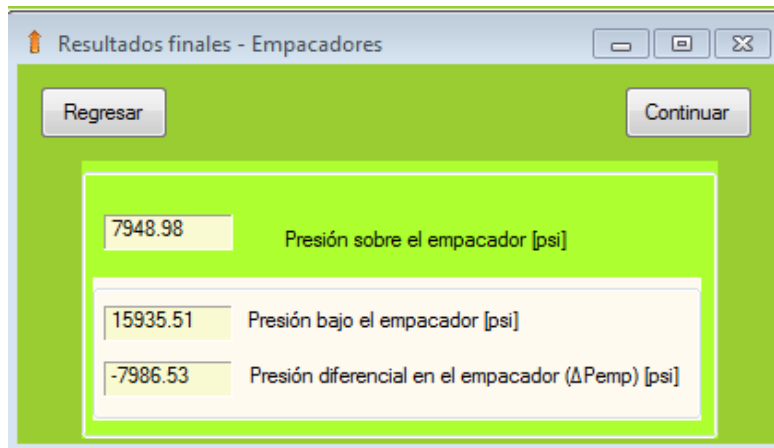 Resultados finales - Empacadores
Regresar Continuar
7948.98 Presión sobre el empacador [psi]
15935.51 Presión bajo el empacador [psi]
-7986.53 Presión diferencial en el empacador (ΔPemp) [psi]